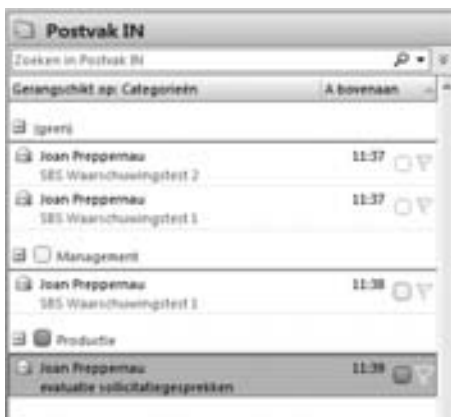 Postvak IN
Zoeken in Postvak IN
Gerangschikt op: Categorieën A bovenaan
(geen)
Joan Preppernau 11:37
SBS Waarschuwingstest 2
Joan Preppernau 11:37
SBS Waarschuwingstest 1
Management
Joan Preppernau 11:38
SBS Waarschuwingstest 1
Productie
Joan Preppernau 11:39
evaluatie sollicitatiegesprekken